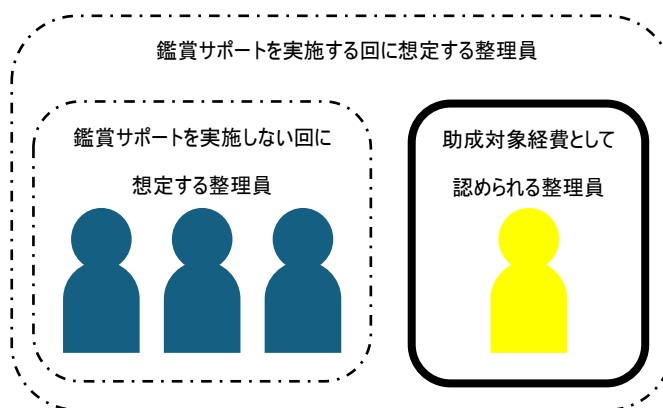 鑑賞サポートを実施する回に想定する整理員
鑑賞サポートを実施しない回に
想定する整理員
助成対象経費として
認められる整理員